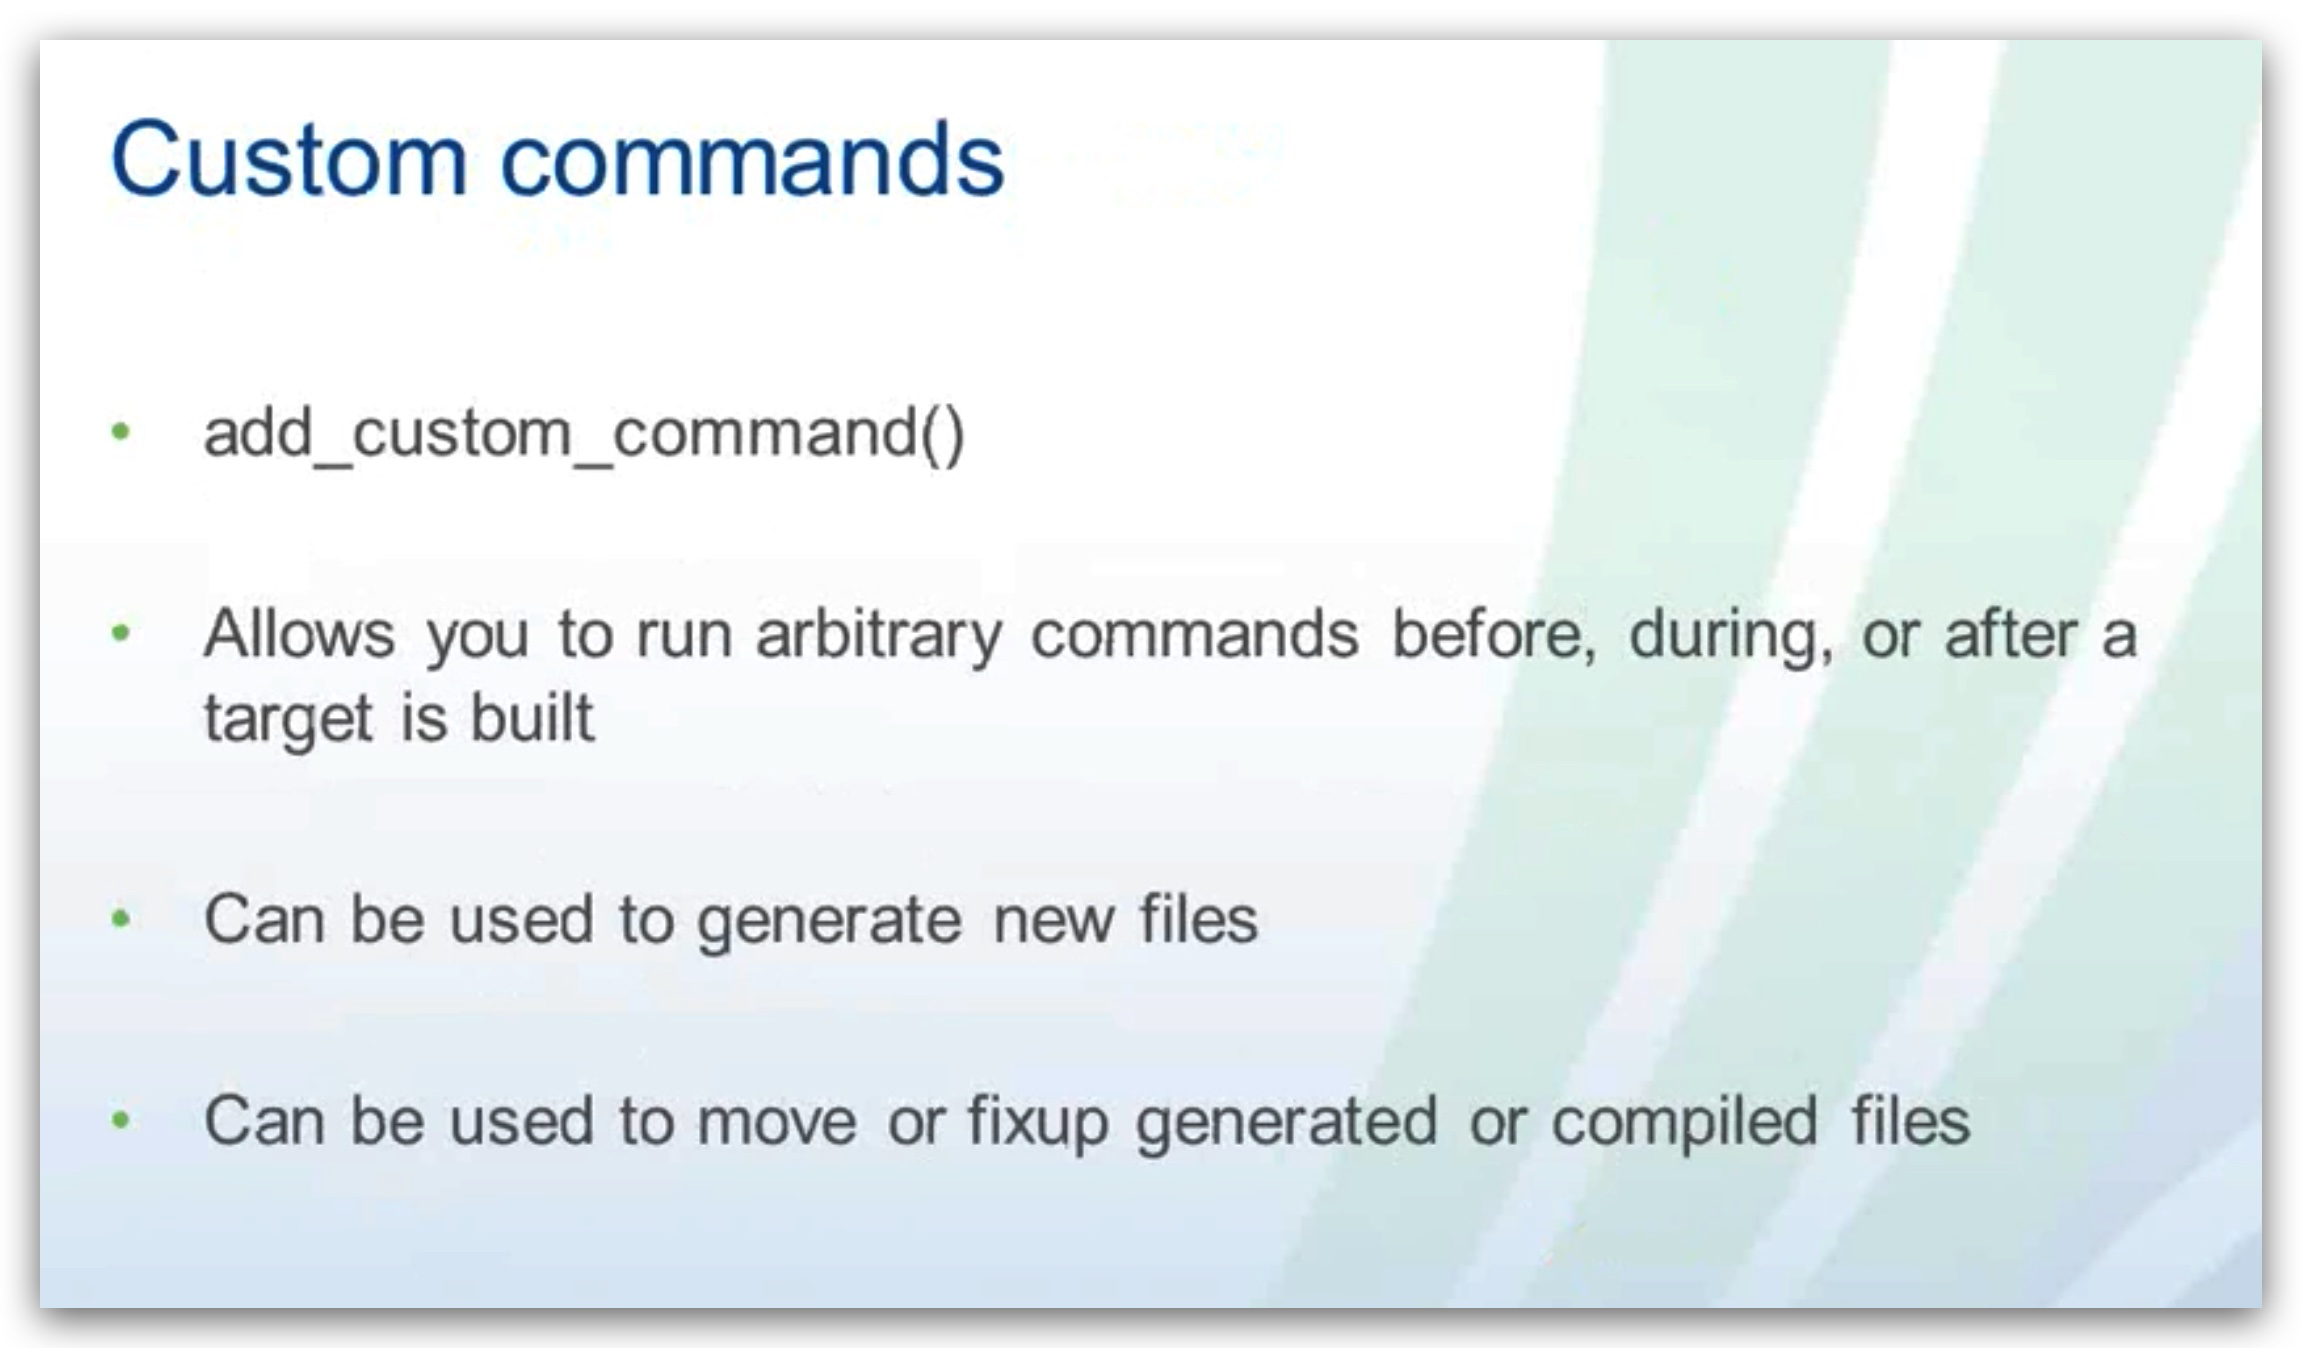 Custom commands
• add_custom_command()
• Allows you to run arbitrary commands before, during, or after a
target is built
• Can be used to generate new files
• Can be used to move or fixup generated or compiled files